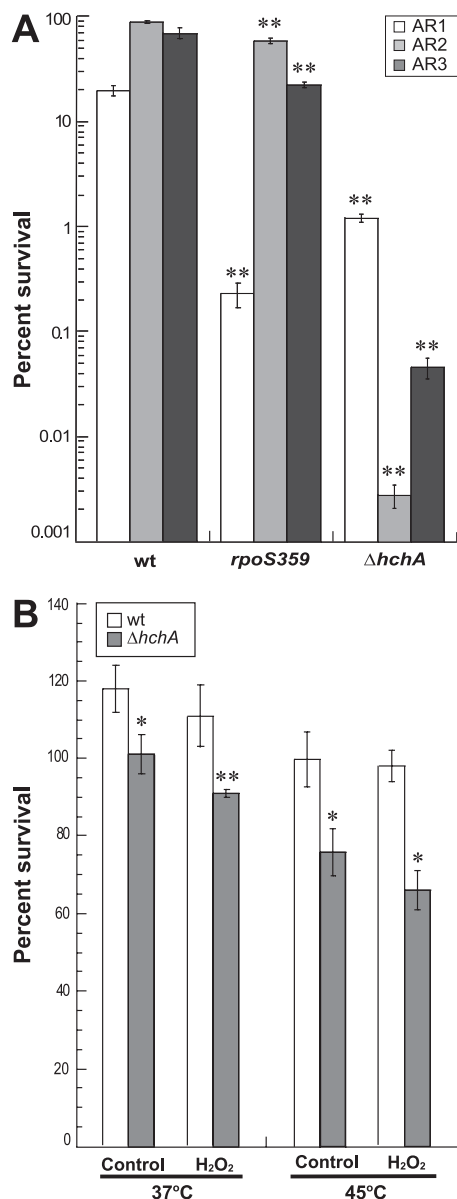 A
AR1
AR2
AR3
Percent survival
100
10
1
0.1
0.01
0.001
**
**
**
**
**
**
wt
rpoS359
ΔhchA
B
wt
ΔhchA
Percent survival
140
120
100
80
60
40
20
0
*
**
*
*
Control
H₂O₂
Control
H₂O₂
37°C
45°C